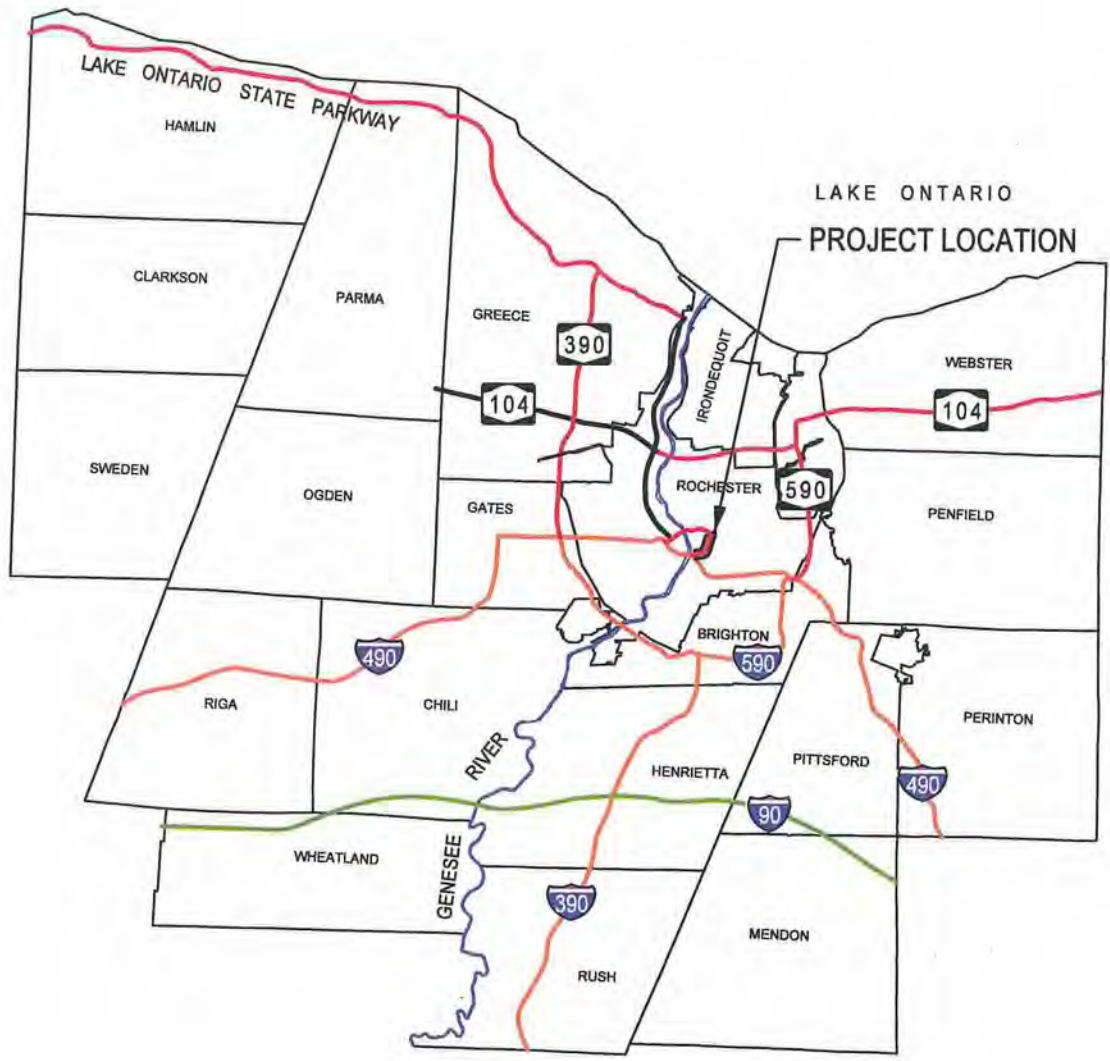 LAKE ONTARIO STATE PARKWAY
HAMLIN
LAKE ONTARIO
PROJECT LOCATION
CLARKSON
PARMA
GREECE
390
IRONDEQUOIT
WEBSTER
104
104
SWEDEN
OGDEN
GATES
ROCHESTER
590
PENFIELD
BRIGHTON
490
590
RIGA
CHILI
RIVER
PERINTON
HENRIETTA
PITTSFORD
490
90
WHEATLAND
GENESEE
390
MENDON
RUSH